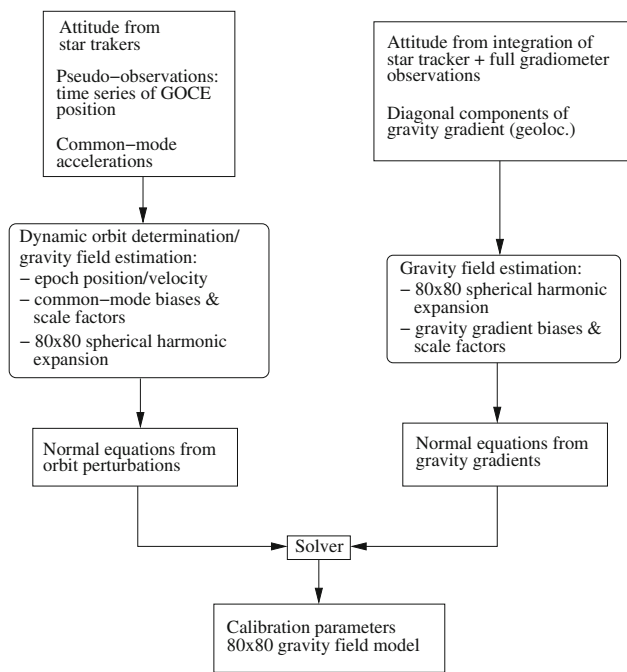 Attitude from
star trakers
Pseudo−observations:
time series of GOCE
position
Common−mode
accelerations
Attitude from integration of
star tracker + full gradiometer
observations
Diagonal components of
gravity gradient (geoloc.)
Dynamic orbit determination/
gravity field estimation:
− epoch position/velocity
− common−mode biases &
scale factors
− 80x80 spherical harmonic
expansion
Gravity field estimation:
− 80x80 spherical harmonic
expansion
− gravity gradient biases &
scale factors
Normal equations from
orbit perturbations
Normal equations from
gravity gradients
Solver
Calibration parameters
80x80 gravity field model